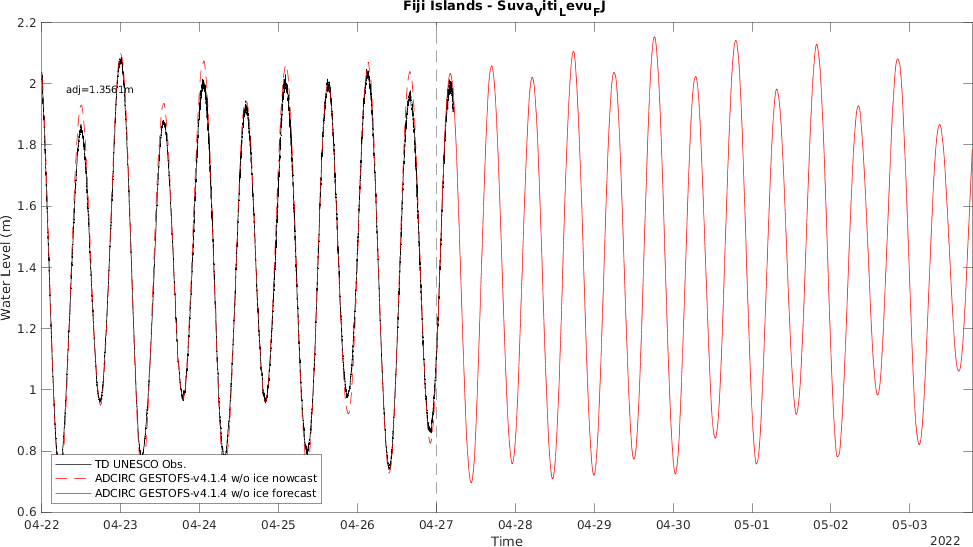 Fiji Islands - SuvaVitiLevuFJ
2.2
2
1.8
1.6
1.4
1.2
1
0.8
0.6
adj=1.3561m
Water Level (m)
TD UNESCO Obs.
ADCIRC GESTOFS-v4.1.4 w/o ice nowcast
ADCIRC GESTOFS-v4.1.4 w/o ice forecast
04-22 04-23 04-24 04-25 04-26 04-27 04-28 04-29 04-30 05-01 05-02 05-03
Time
2022